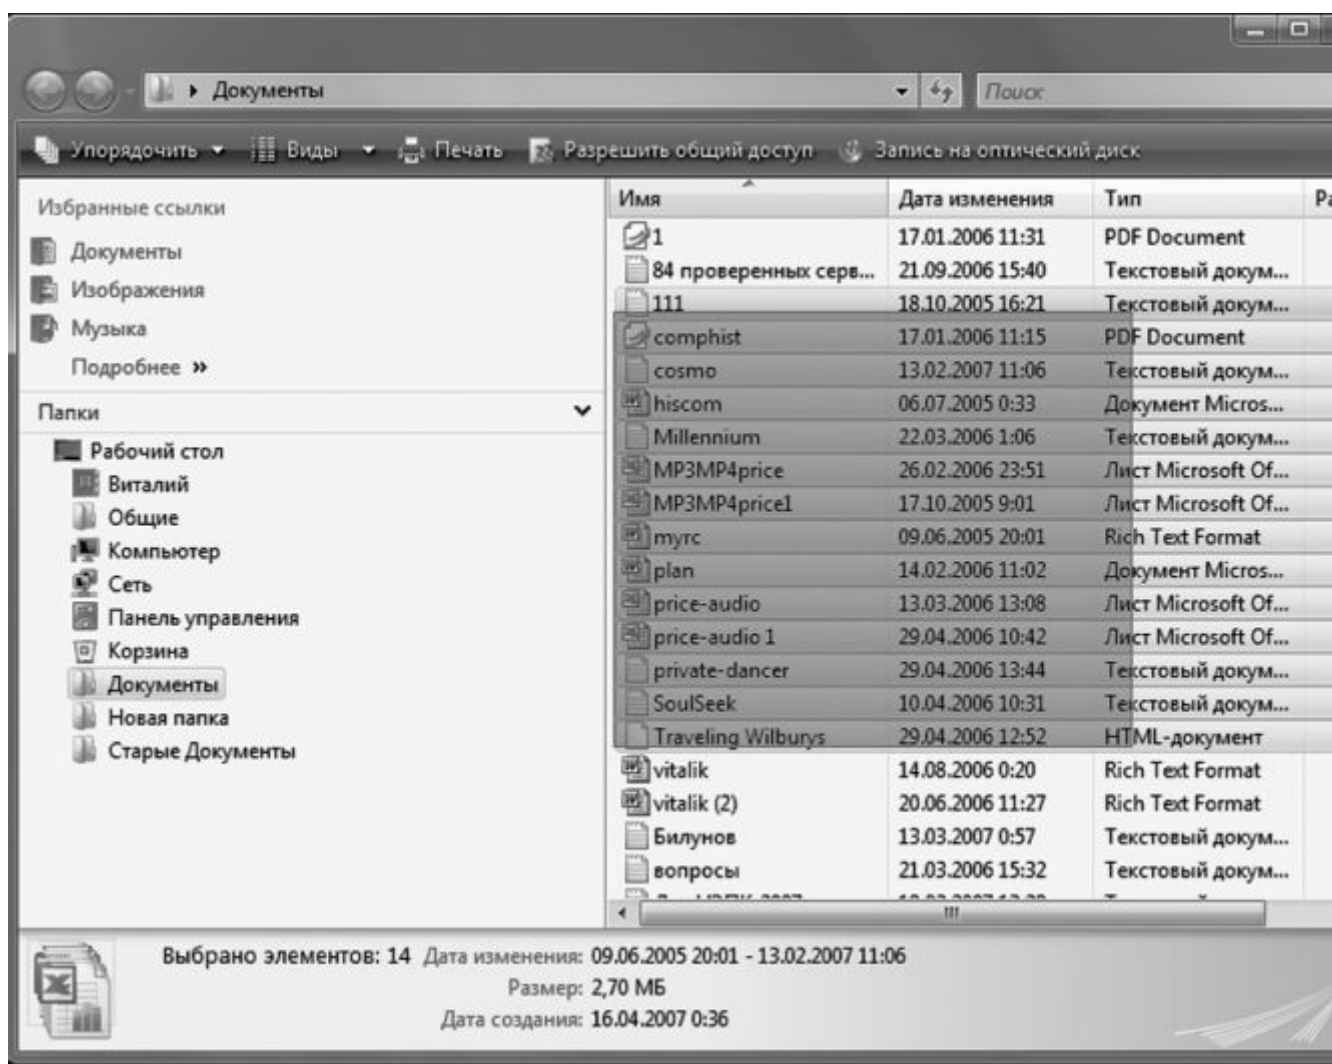 Документы
Поиск
Упорядочить Виды Печать Разрешить общий доступ Запись на оптический диск
Избранные ссылки
Документы
Изображения
Музыка
Подробнее »
Папки
Рабочий стол
Виталий
Общие
Компьютер
Сеть
Панель управления
Корзина
Документы
Новая папка
Старые Документы
Имя Дата изменения Тип
1 17.01.2006 11:31 PDF Document
84 проверенных серв... 21.09.2006 15:40 Текстовый докум...
111 18.10.2005 16:21 Текстовый докум...
comphist 17.01.2006 11:15 PDF Document
cosmo 13.02.2007 11:06 Текстовый докум...
hiscom 06.07.2005 0:33 Документ Micros...
Millennium 22.03.2006 1:06 Текстовый докум...
MP3MP4price 26.02.2006 23:51 Лист Microsoft Of...
MP3MP4price1 17.10.2005 9:01 Лист Microsoft Of...
myrc 09.06.2005 20:01 Rich Text Format
plan 14.02.2006 11:02 Документ Micros...
price-audio 13.03.2006 13:08 Лист Microsoft Of...
price-audio 1 29.04.2006 10:42 Лист Microsoft Of...
private-dancer 29.04.2006 13:44 Текстовый докум...
SoulSeek 10.04.2006 10:31 Текстовый докум...
Traveling Wilburys 29.04.2006 12:52 HTML-документ
vitalik 14.08.2006 0:20 Rich Text Format
vitalik (2) 20.06.2006 11:27 Rich Text Format
Билунов 13.03.2007 0:57 Текстовый докум...
вопросы 21.03.2006 15:32 Текстовый докум...
Выбрано элементов: 14 Дата изменения: 09.06.2005 20:01 - 13.02.2007 11:06
Размер: 2,70 МБ
Дата создания: 16.04.2007 0:36